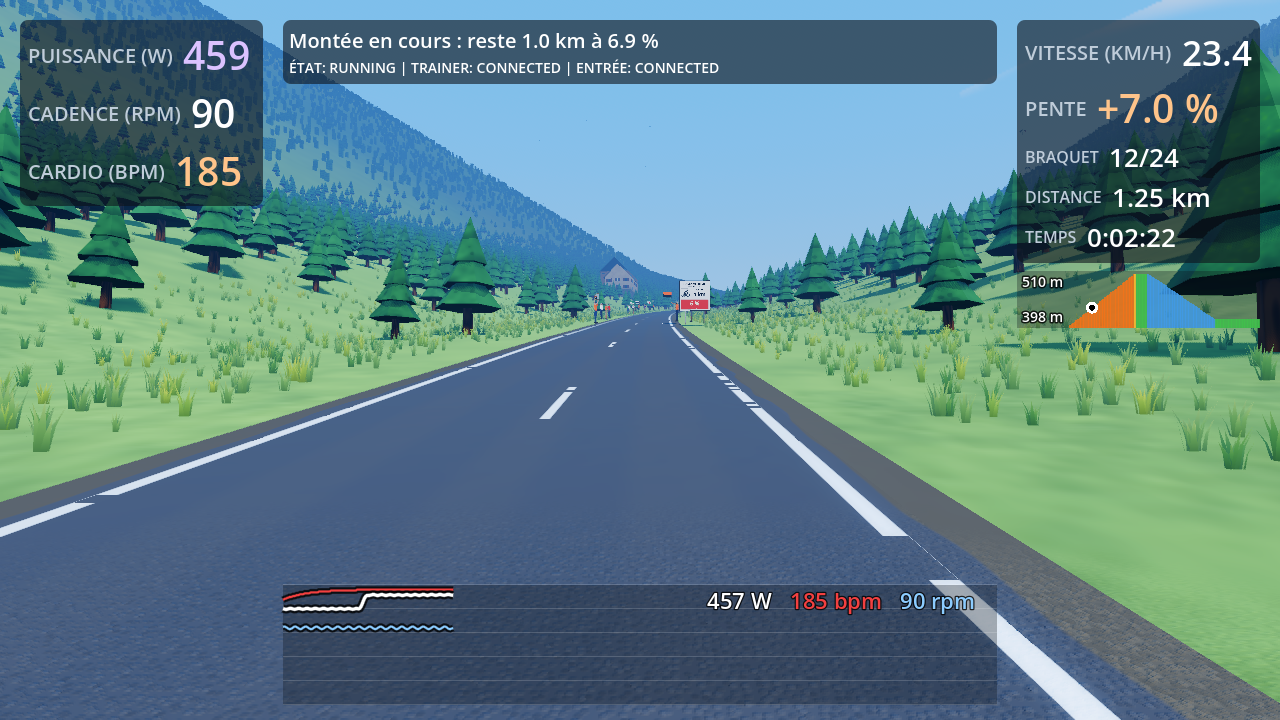 PUISSANCE (W) 459
CADENCE (RPM) 90
CARDIO (BPM) 185
Montée en cours : reste 1.0 km à 6.9 %
ÉTAT: RUNNING | TRAINER: CONNECTED | ENTRÉE: CONNECTED
VITESSE (KM/H) 23.4
PENTE +7.0 %
BRAQUET 12/24
DISTANCE 1.25 km
TEMPS 0:02:22
510 m
398 m
457 W 185 bpm 90 rpm